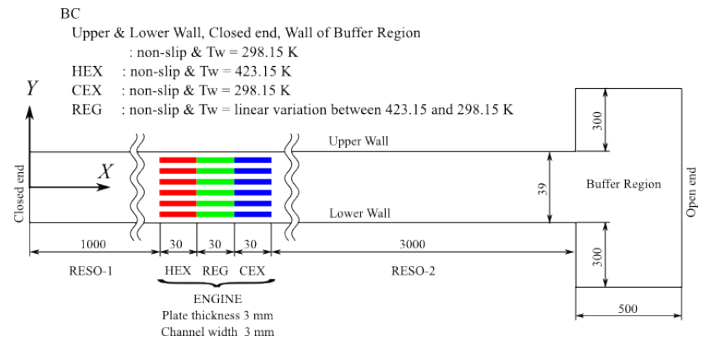 BC
Upper & Lower Wall, Closed end, Wall of Buffer Region
: non-slip & Tw = 298.15 K
HEX : non-slip & Tw = 423.15 K
CEX : non-slip & Tw = 298.15 K
REG : non-slip & Tw = linear variation between 423.15 and 298.15 K
Y
X
Closed end
Upper Wall
Lower Wall
39
300
Buffer Region
300
Open end
1000
30
30
30
3000
500
RESO-1
HEX
REG
CEX
RESO-2
ENGINE
Plate thickness 3 mm
Channel width 3 mm